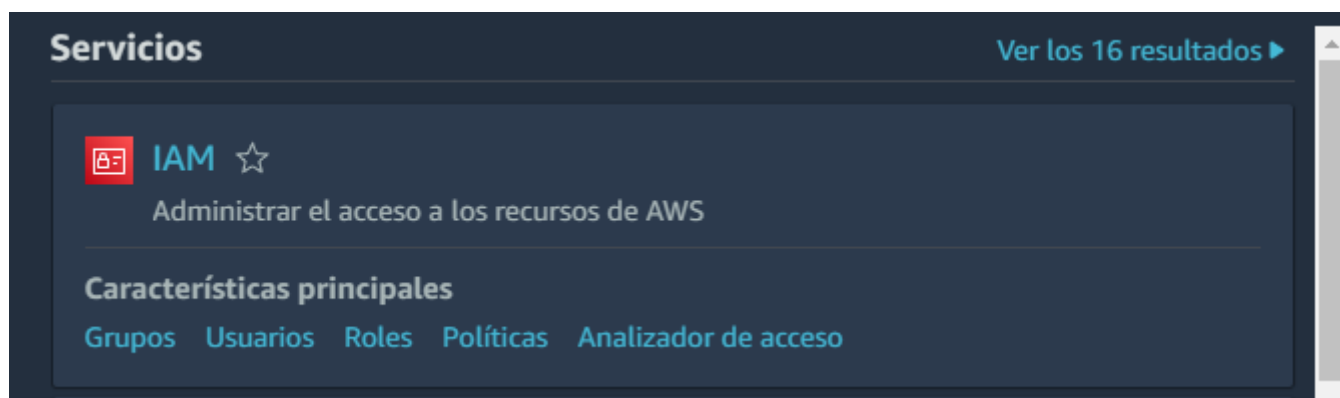 Servicios
Ver los 16 resultados
IAM
Administrar el acceso a los recursos de AWS
Características principales
Grupos Usuarios Roles Políticas Analizador de acceso